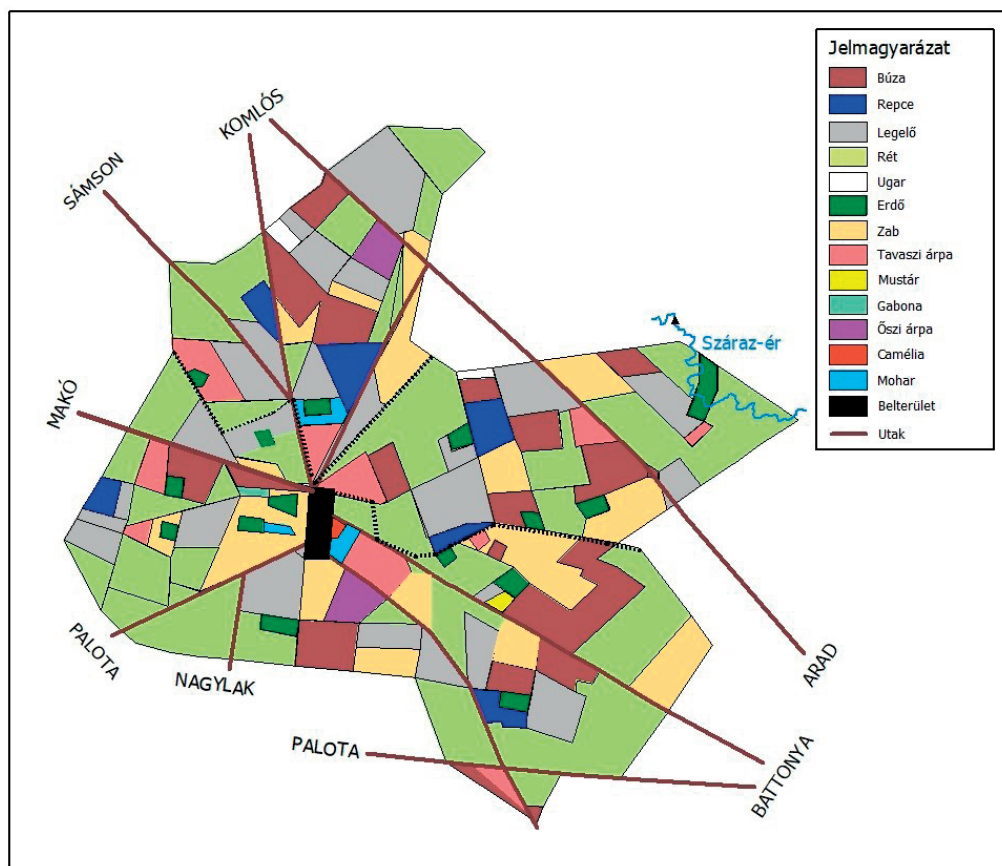 Jelmagyarázat
Búza
Repce
Legelő
Rét
Ugar
Erdő
Zab
Tavaszi árpa
Mustár
Gabona
Őszi árpa
Camélia
Mohar
Belterület
Utak
KOMLÓS
SÁMSON
Száraz-ér
MAKÓ
PALOTA
NAGYLAK
ARAD
PALOTA
BATTONYA